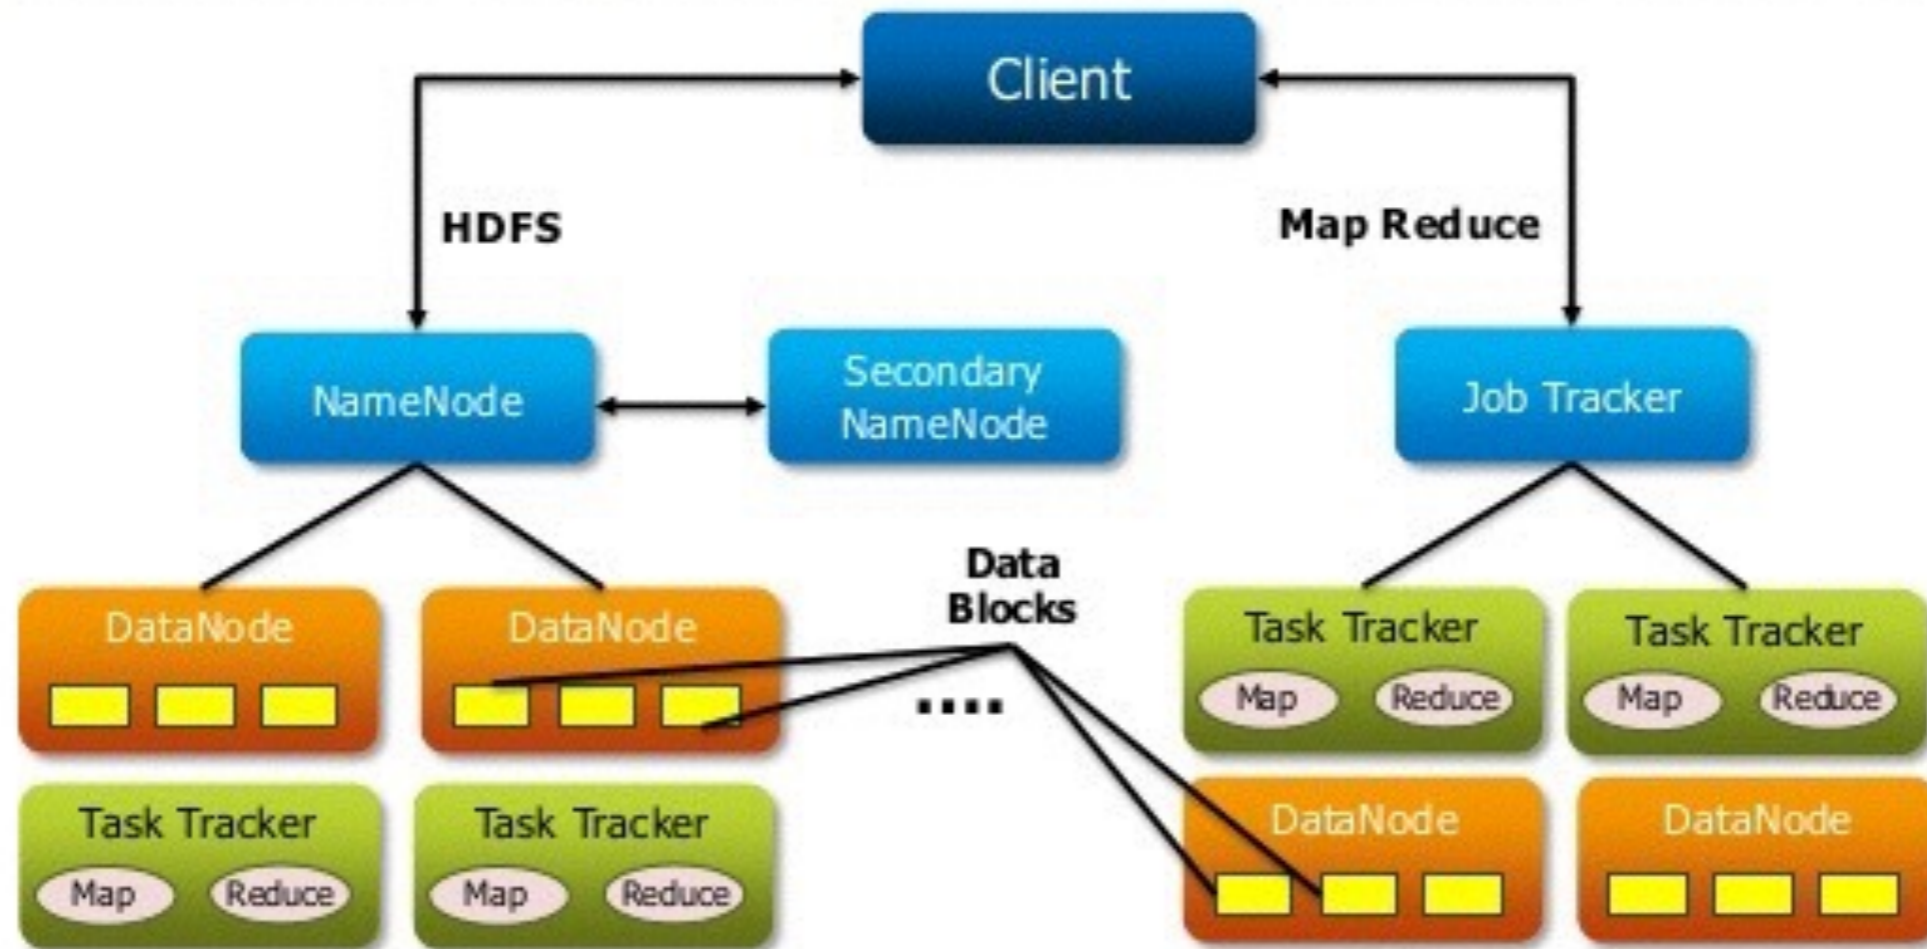 Client
HDFS
Map Reduce
NameNode
Secondary
NameNode
Job Tracker
Data
Blocks
DataNode
DataNode
....
Task Tracker
Map
Reduce
Task Tracker
Map
Reduce
Task Tracker
Map
Reduce
Task Tracker
Map
Reduce
DataNode
DataNode